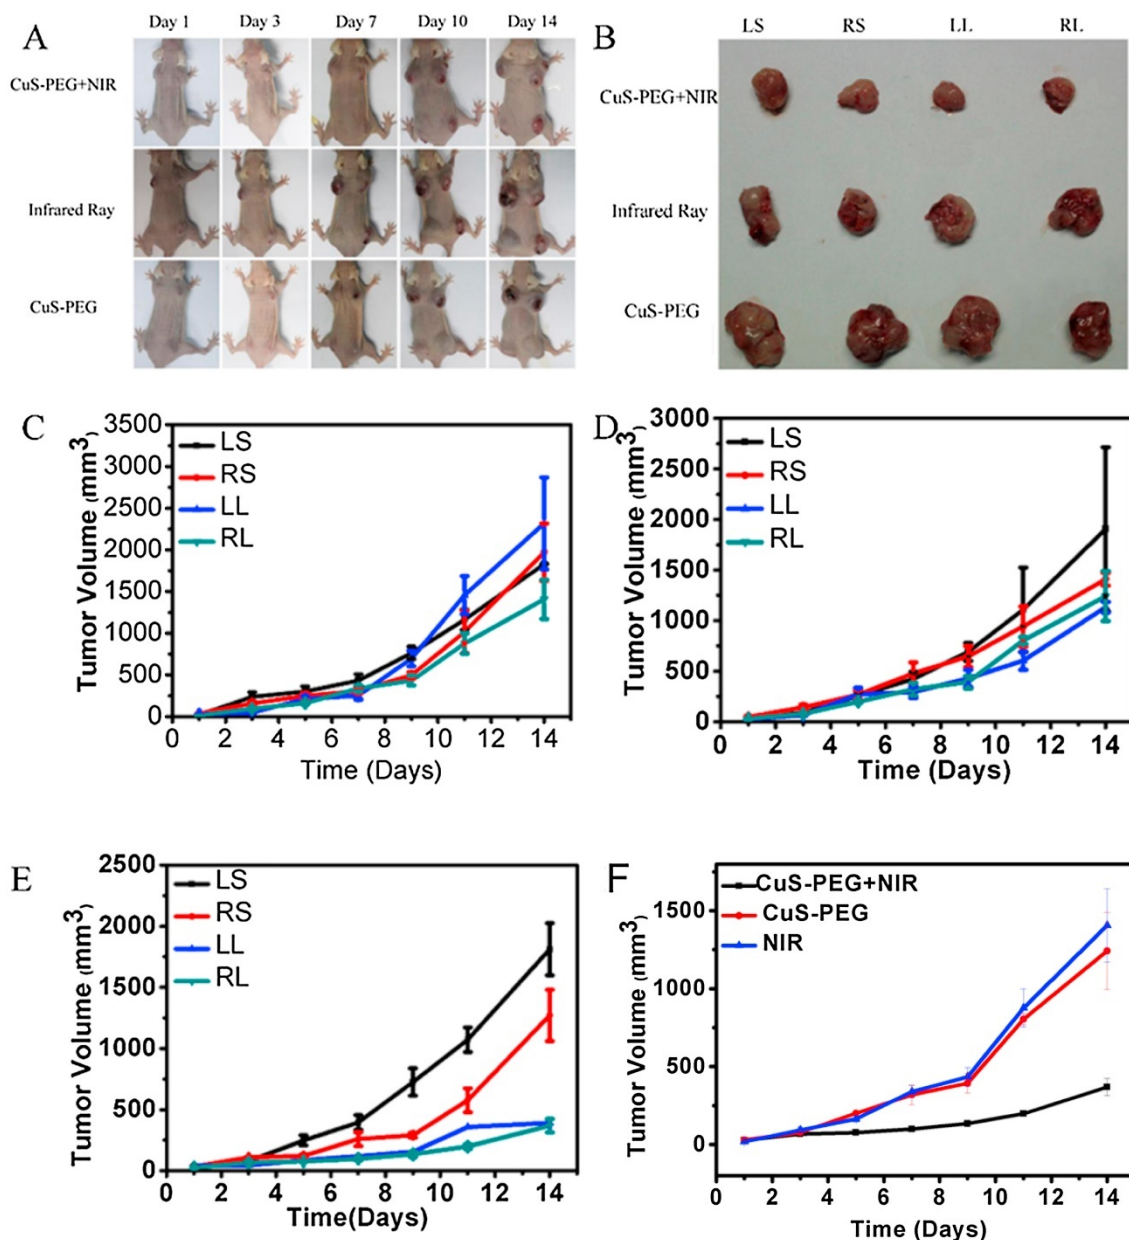 A
Day 1 Day 3 Day 7 Day 10 Day 14
CuS-PEG+NIR
Infrared Ray
CuS-PEG
B
LS RS LL RL
CuS-PEG+NIR
Infrared Ray
CuS-PEG
C
Tumor Volume (mm3)
3500
3000
2500
2000
1500
1000
500
0
LS
RS
LL
RL
0 2 4 6 8 10 12 14
Time (Days)
D
Tumor Volume (mm3)
3000
2500
2000
1500
1000
500
0
LS
RS
LL
RL
0 2 4 6 8 10 12 14
Time (Days)
E
Tumor Volume (mm3)
2500
2000
1500
1000
500
0
LS
RS
LL
RL
0 2 4 6 8 10 12 14
Time(Days)
F
Tumor Volume (mm3)
1500
1000
500
0
CuS-PEG+NIR
CuS-PEG
NIR
0 2 4 6 8 10 12 14
Time (Days)